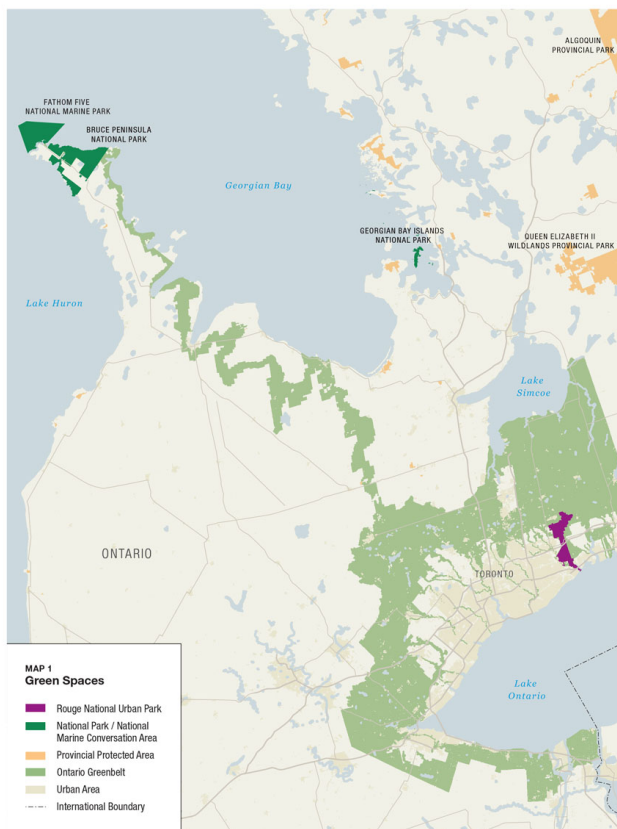 ALGOQUIN
PROVINCIAL PARK
FATHOM FIVE
NATIONAL MARINE PARK
BRUCE PENINSULA
NATIONAL PARK
Georgian Bay
GEORGIAN BAY ISLANDS
NATIONAL PARK
QUEEN ELIZABETH II
WILDLANDS PROVINCIAL PARK
Lake Huron
Lake
Simcoe
ONTARIO
TORONTO
Lake
Ontario
MAP 1
Green Spaces
Rouge National Urban Park
National Park / National
Marine Conversation Area
Provincial Protected Area
Ontario Greenbelt
Urban Area
International Boundary